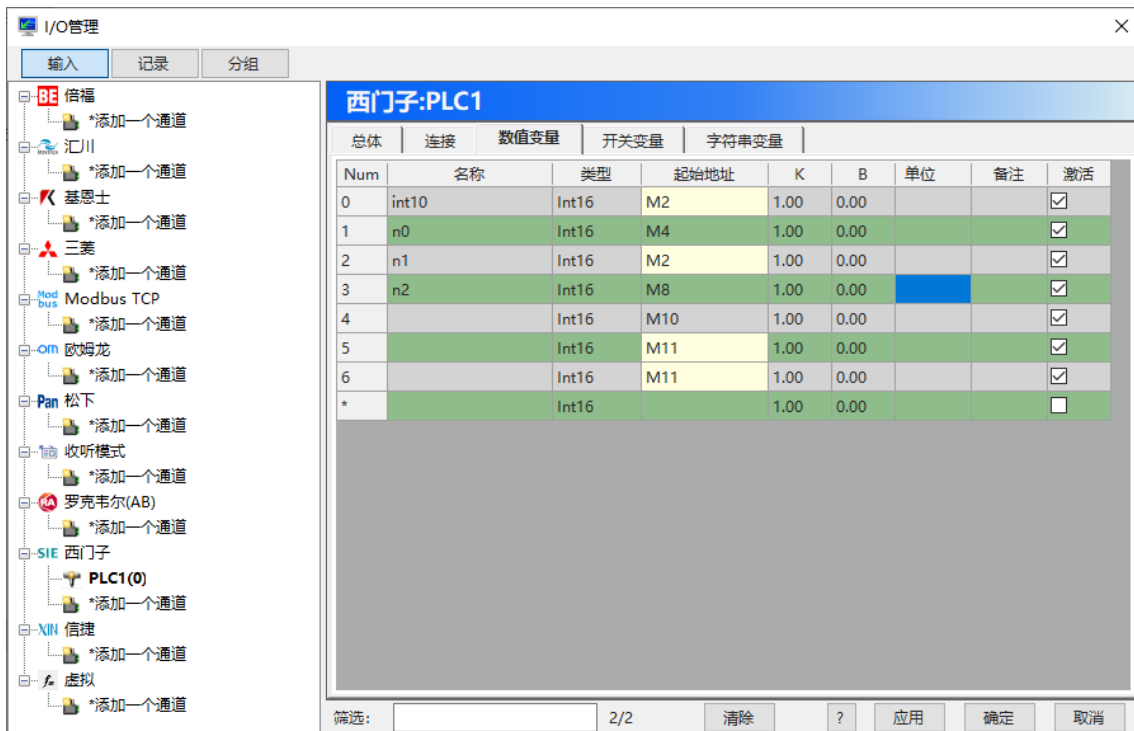 I/O管理
输入 记录 分组
BE 倍福
*添加一个通道
汇川
*添加一个通道
基恩士
*添加一个通道
三菱
*添加一个通道
Mod bus Modbus TCP
*添加一个通道
om 欧姆龙
*添加一个通道
Pan 松下
*添加一个通道
收听模式
*添加一个通道
RA 罗克韦尔(AB)
*添加一个通道
SIE 西门子
PLC1(0)
*添加一个通道
XIN 信捷
*添加一个通道
虚拟
*添加一个通道
西门子:PLC1
总体 连接 数值变量 开关变量 字符串变量
Num 名称 类型 起始地址 K B 单位 备注 激活
0 int10 Int16 M2 1.00 0.00
1 n0 Int16 M4 1.00 0.00
2 n1 Int16 M2 1.00 0.00
3 n2 Int16 M8 1.00 0.00
4 Int16 M10 1.00 0.00
5 Int16 M11 1.00 0.00
6 Int16 M11 1.00 0.00
* Int16 1.00 0.00
筛选: 2/2 清除 ? 应用 确定 取消